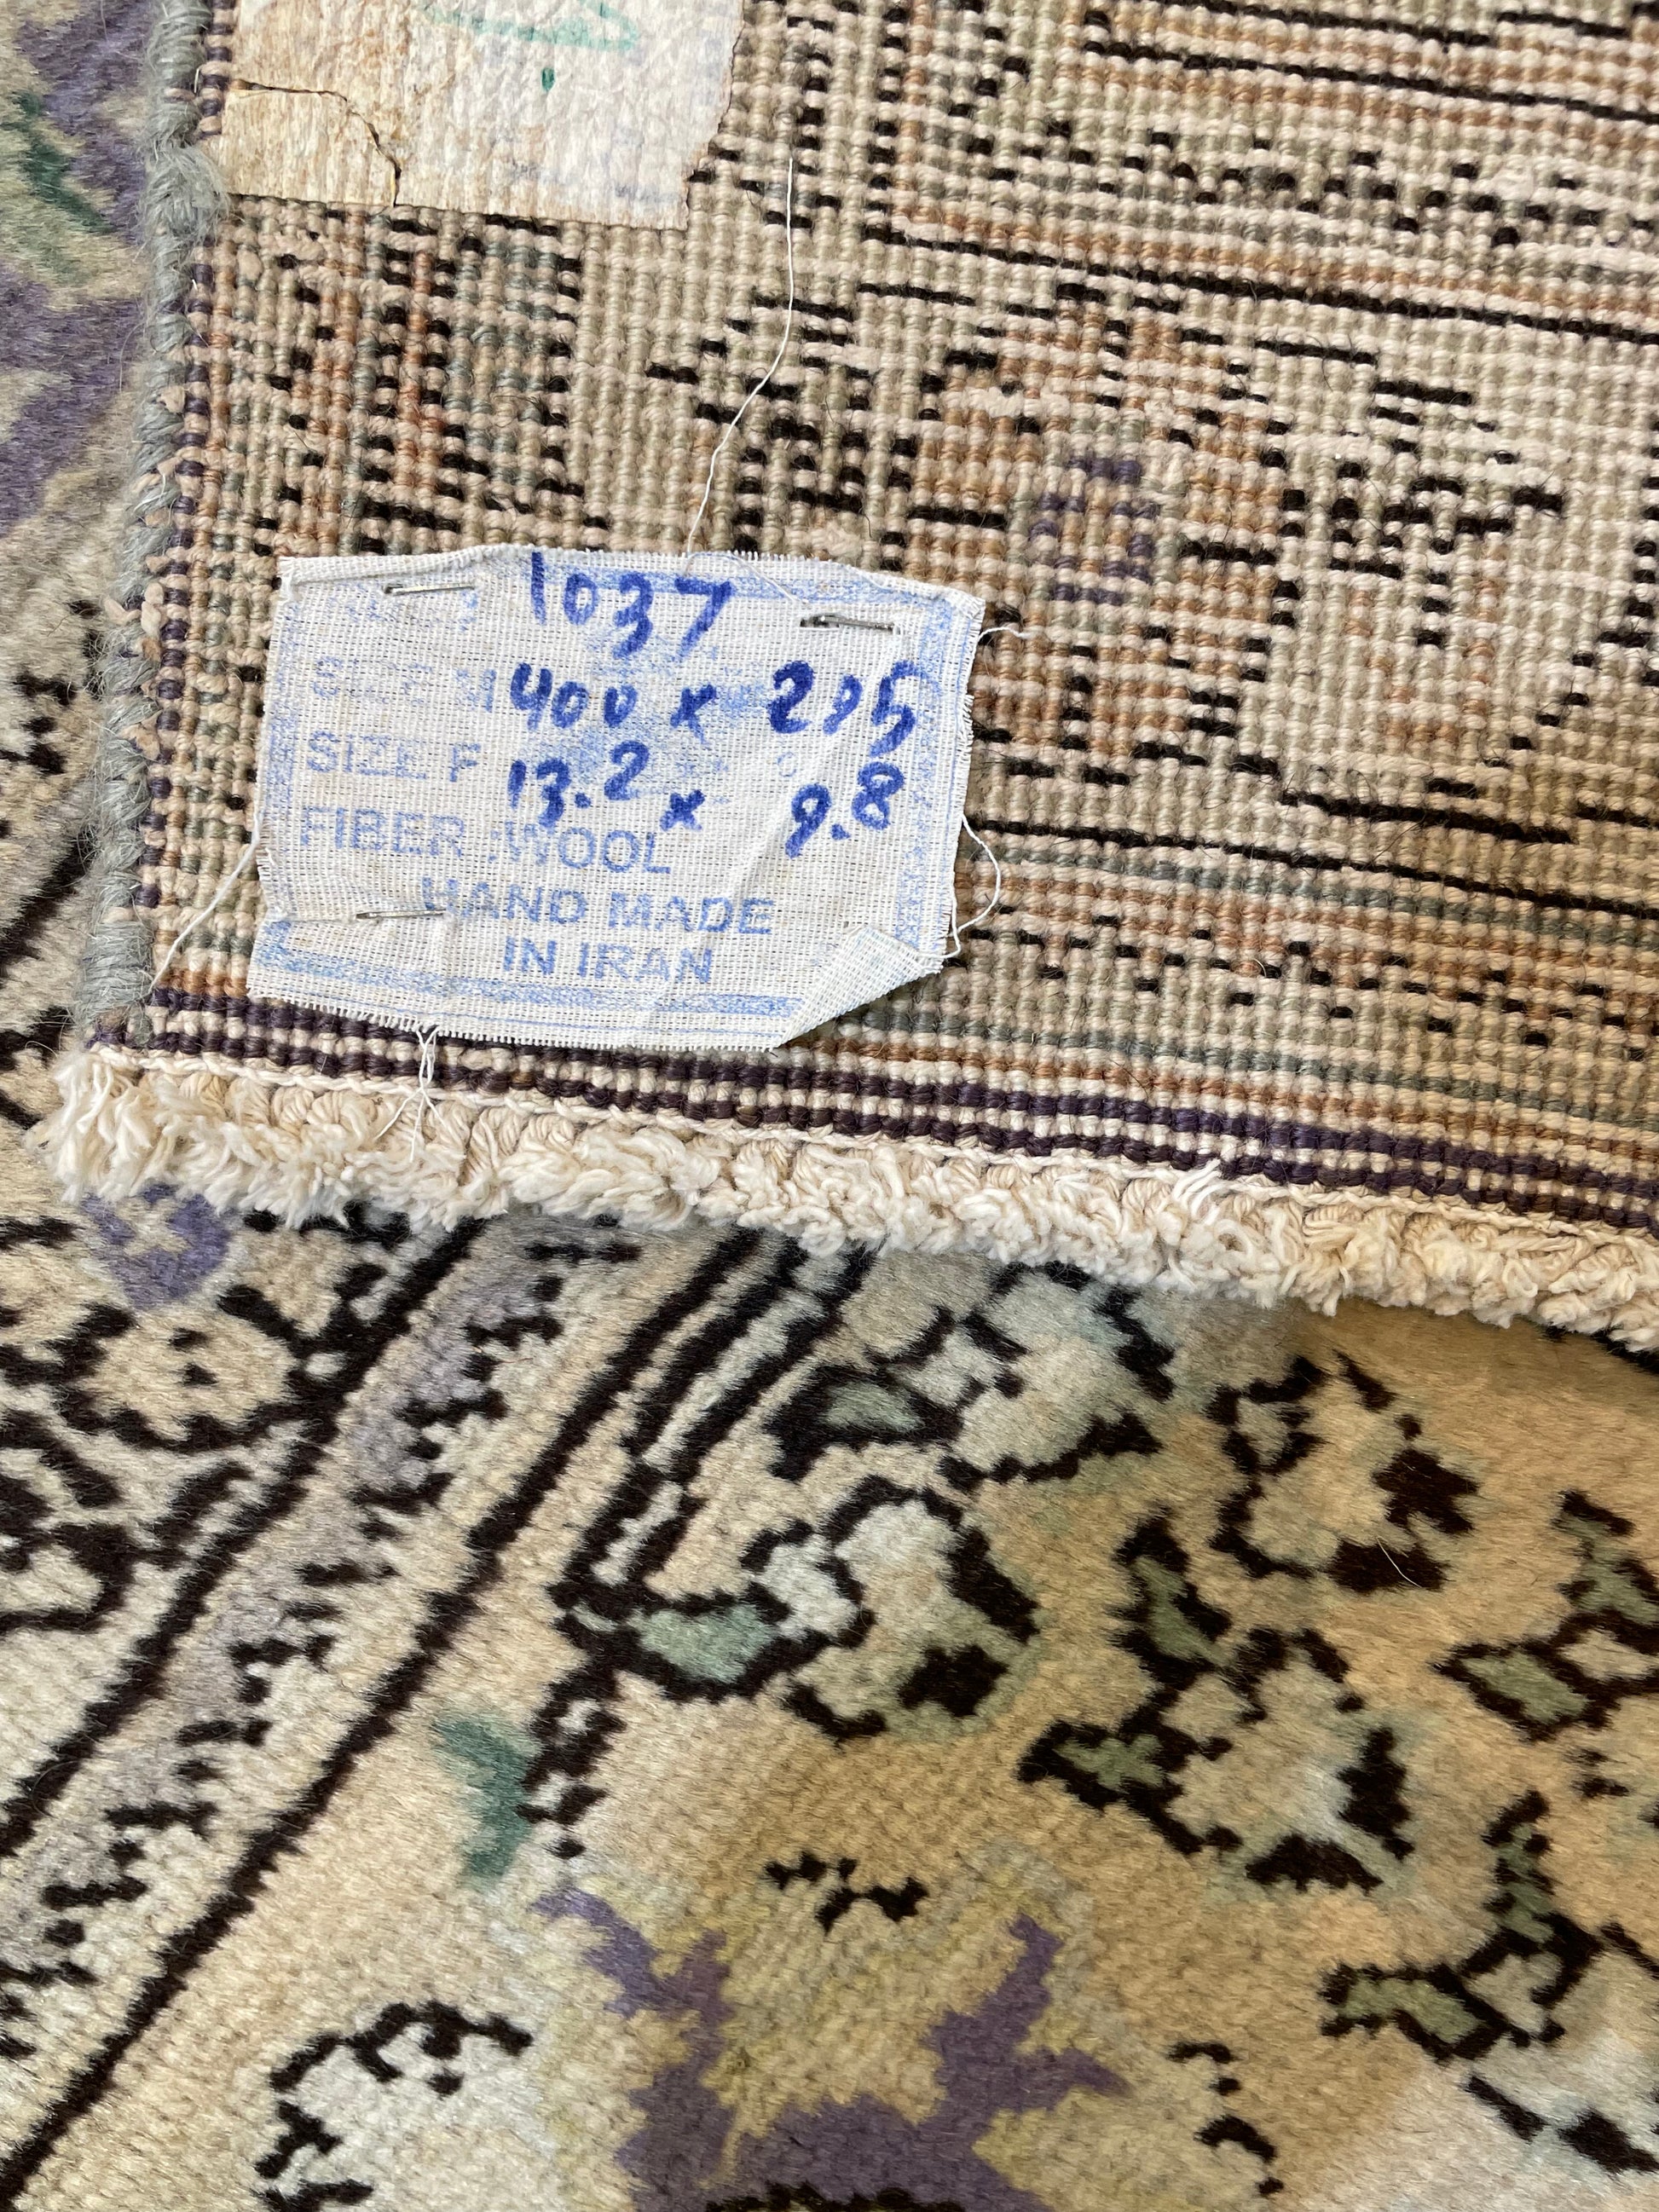 1037
SIZE M 400 x 295
SIZE F 13.2 x 9.8
FIBER :WOOL
HAND MADE
IN IRAN